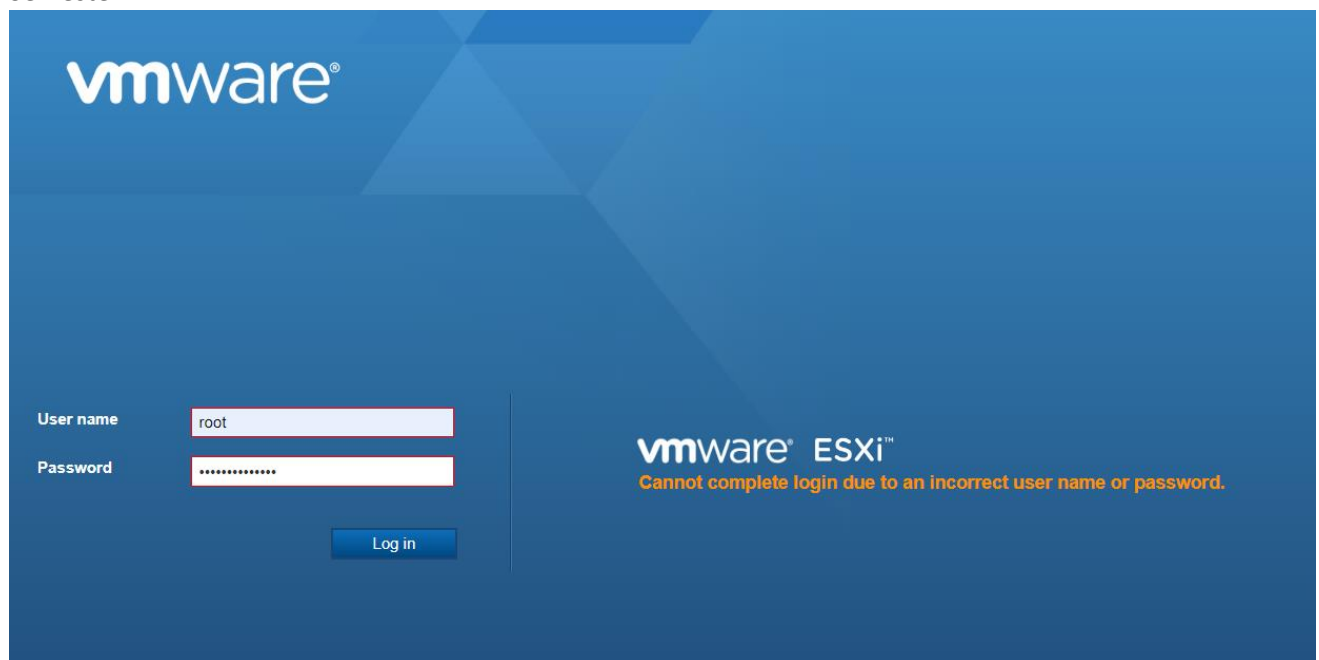 vmware®
User name
root
Password
••••••••••••••
Log in
vmware® ESXi™
Cannot complete login due to an incorrect user name or password.